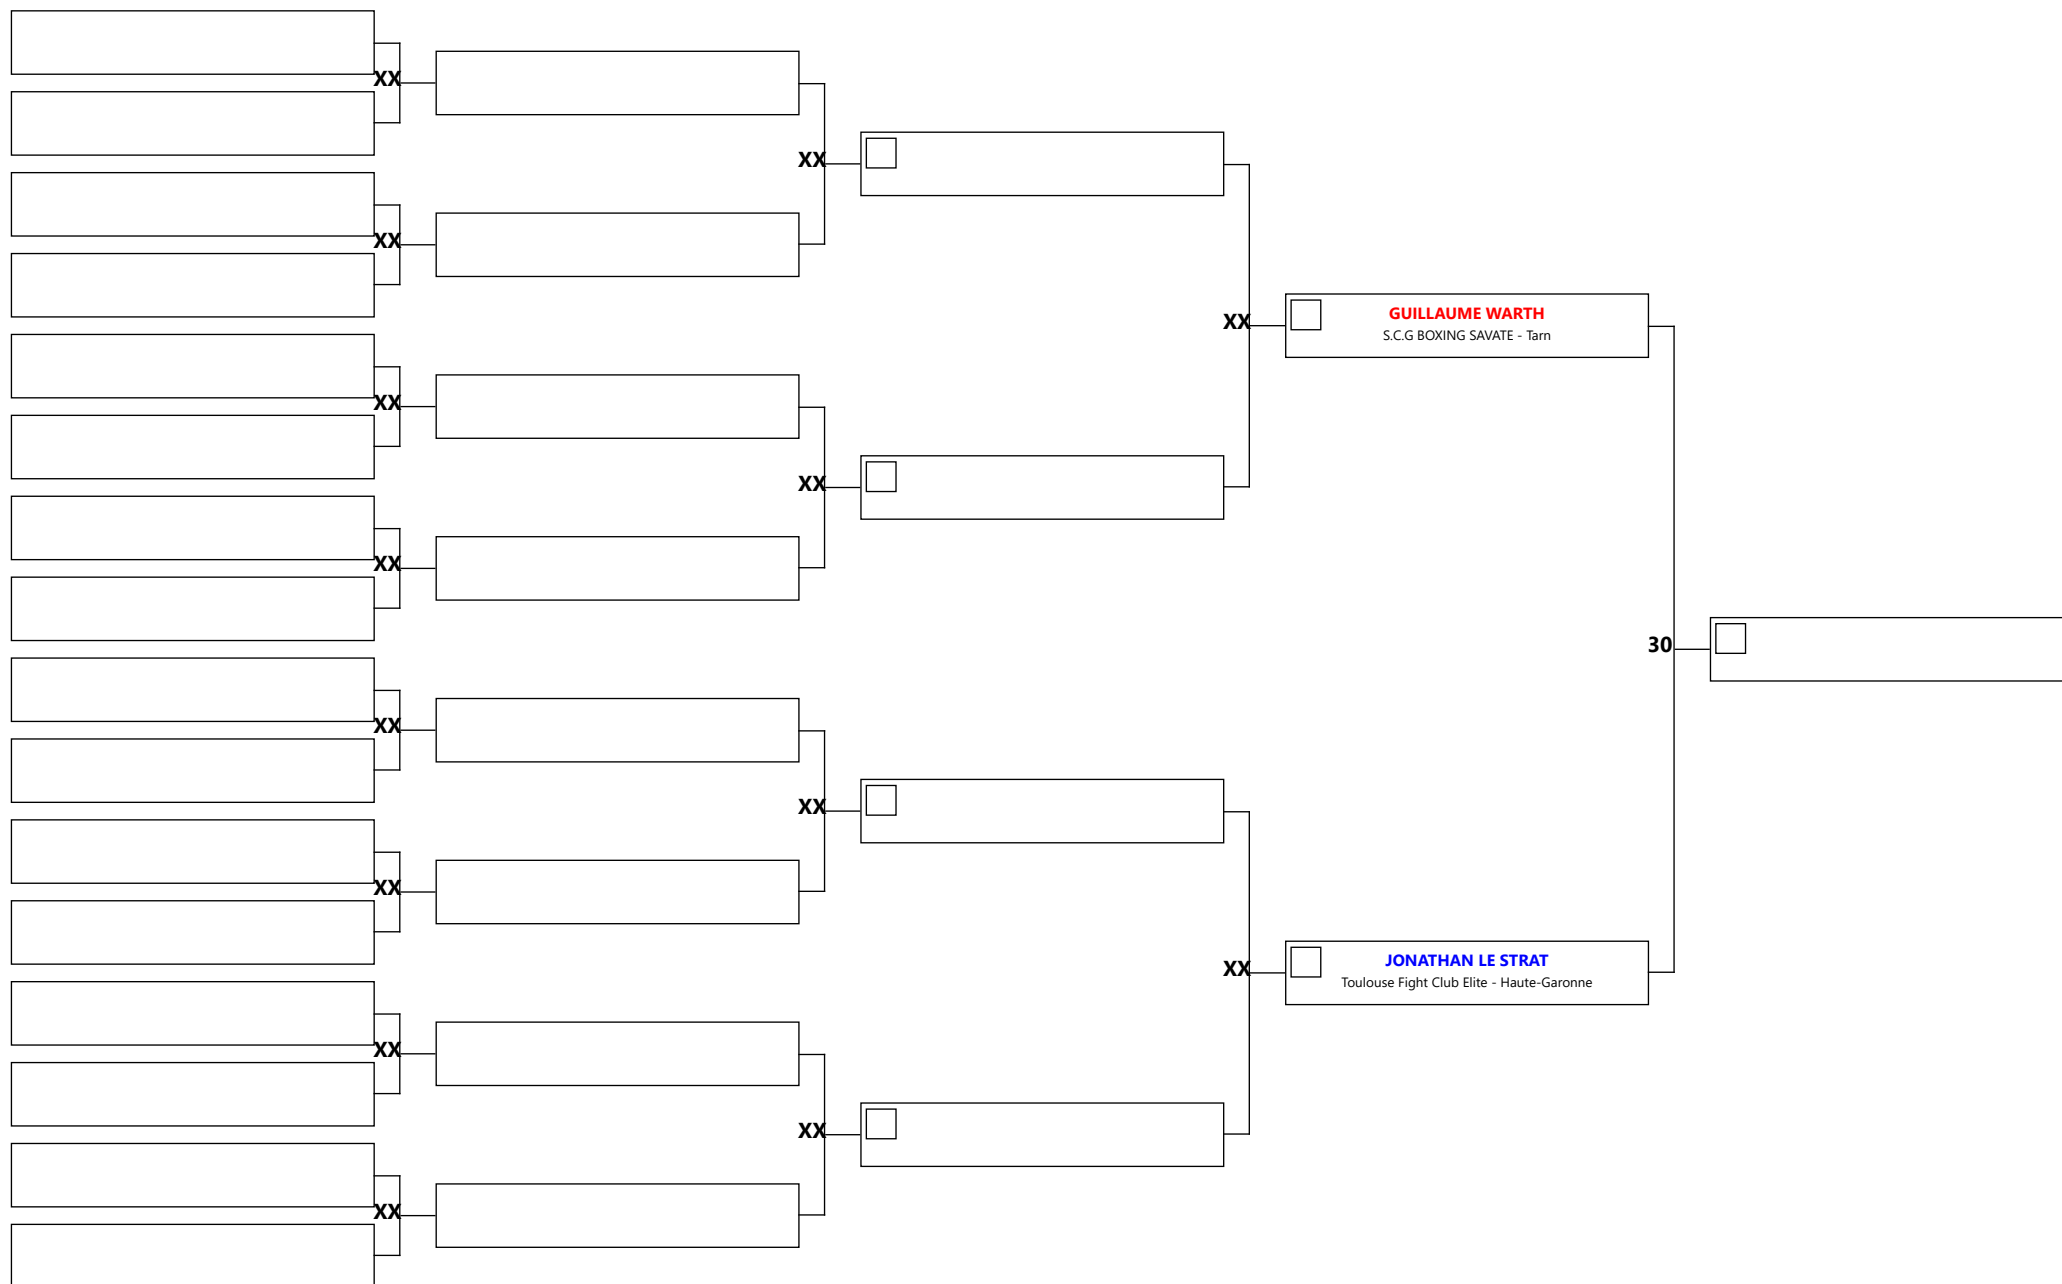 XX
XX
XX
XX
XX
XX
XX
XX
XX
XX
XX
XX
XX
GUILLAUME WARTH
S.C.G BOXING SAVATE - Tarn
XX
JONATHAN LE STRAT
Toulouse Fight Club Elite - Haute-Garonne
30